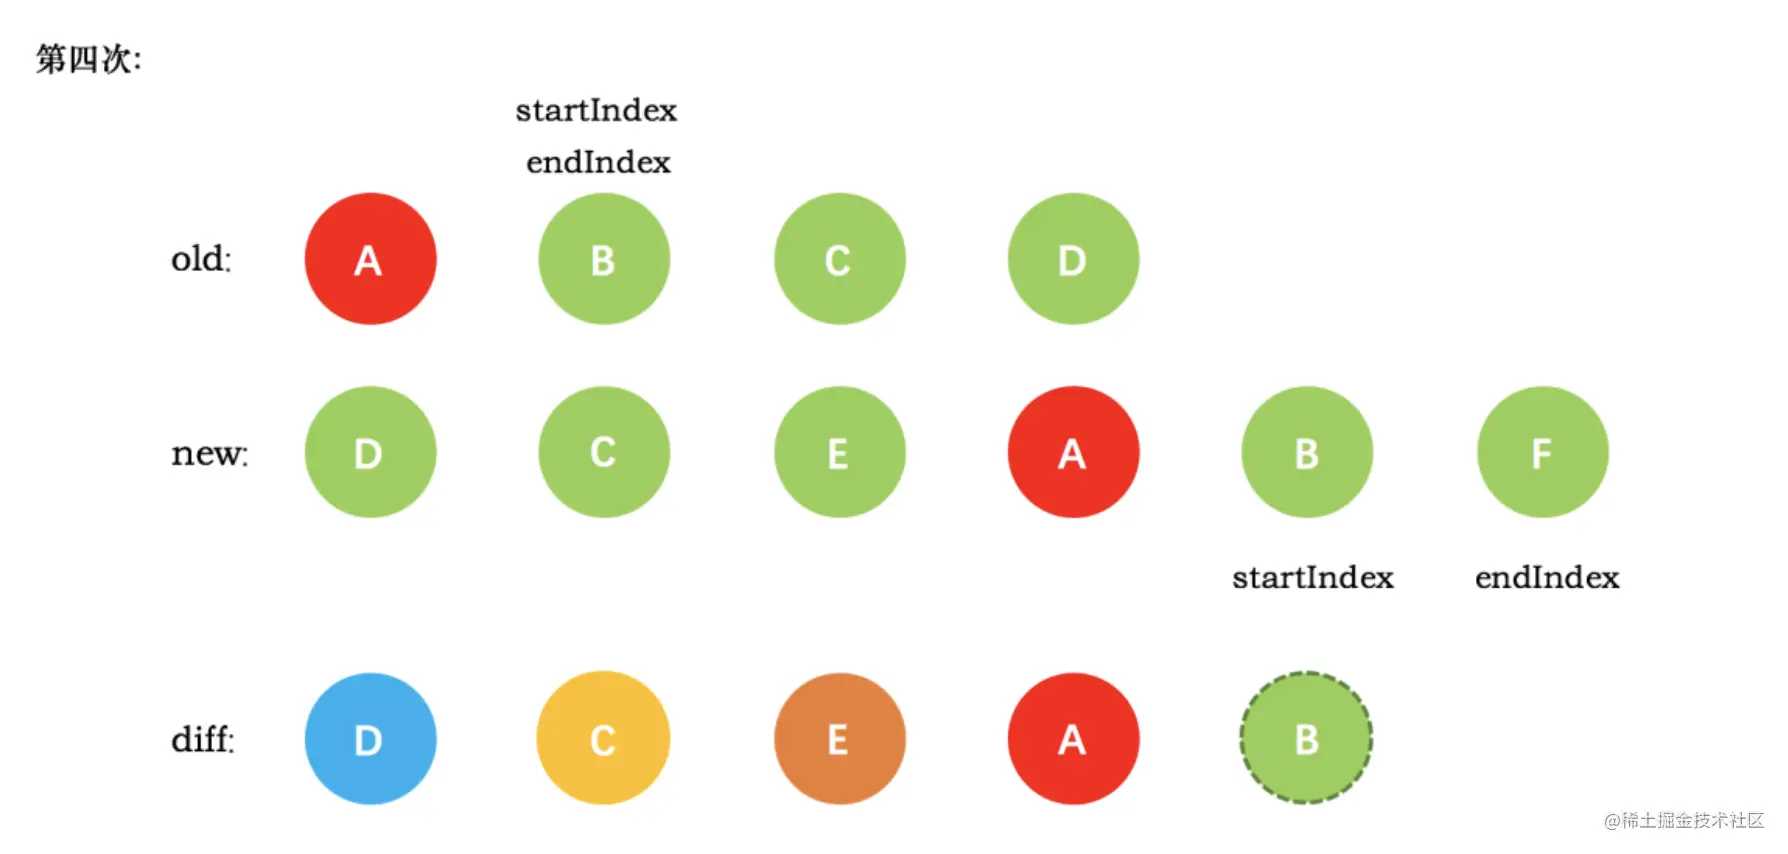 第四次:
startIndex
endIndex
old: A B C D
new: D C E A B F
startIndex endIndex
diff: D C E A B
@稀土掘金技术社区